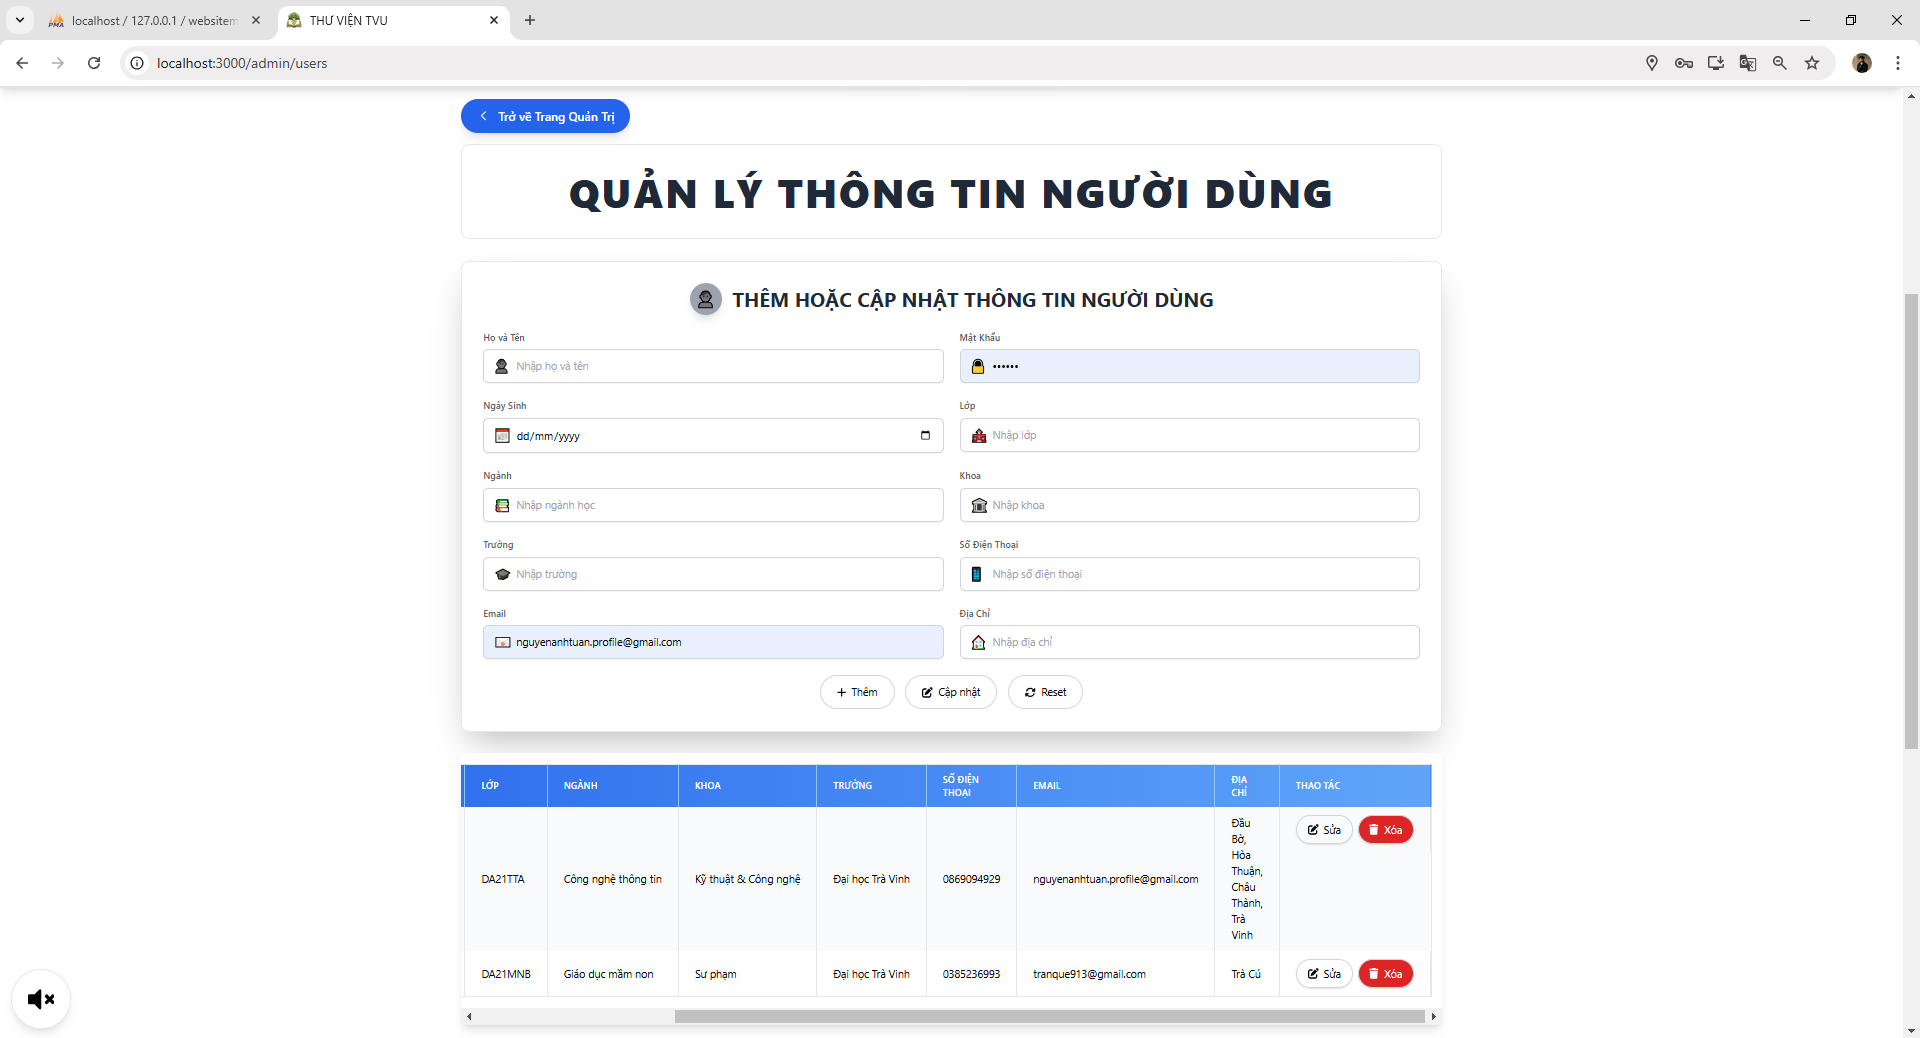 localhost / 127.0.0.1 / websitem
THƯ VIỆN TVU
localhost:3000/admin/users
Trở về Trang Quản Trị
QUẢN LÝ THÔNG TIN NGƯỜI DÙNG
THÊM HOẶC CẬP NHẬT THÔNG TIN NGƯỜI DÙNG
Họ và Tên
Mật Khẩu
Nhập họ và tên
••••••
Ngày Sinh
Lớp
dd/mm/yyyy
Nhập lớp
Ngành
Khoa
Nhập ngành học
Nhập khoa
Trường
Số Điện Thoại
Nhập trường
Nhập số điện thoại
Email
Địa Chỉ
nguyenanhtuan.profile@gmail.com
Nhập địa chỉ
Thêm
Cập nhật
Reset
LỚP
NGÀNH
KHOA
TRƯỜNG
SỐ ĐIỆN
THOẠI
EMAIL
ĐỊA
CHỈ
THAO TÁC
DA21TTA
Công nghệ thông tin
Kỹ thuật & Công nghệ
Đại học Trà Vinh
0869094929
nguyenanhtuan.profile@gmail.com
Đầu
Bờ,
Hòa
Thuận,
Châu
Thành,
Trà
Vinh
Sửa
Xóa
DA21MNB
Giáo dục mầm non
Sư phạm
Đại học Trà Vinh
0385236993
tranque913@gmail.com
Trà Cú
Sửa
Xóa